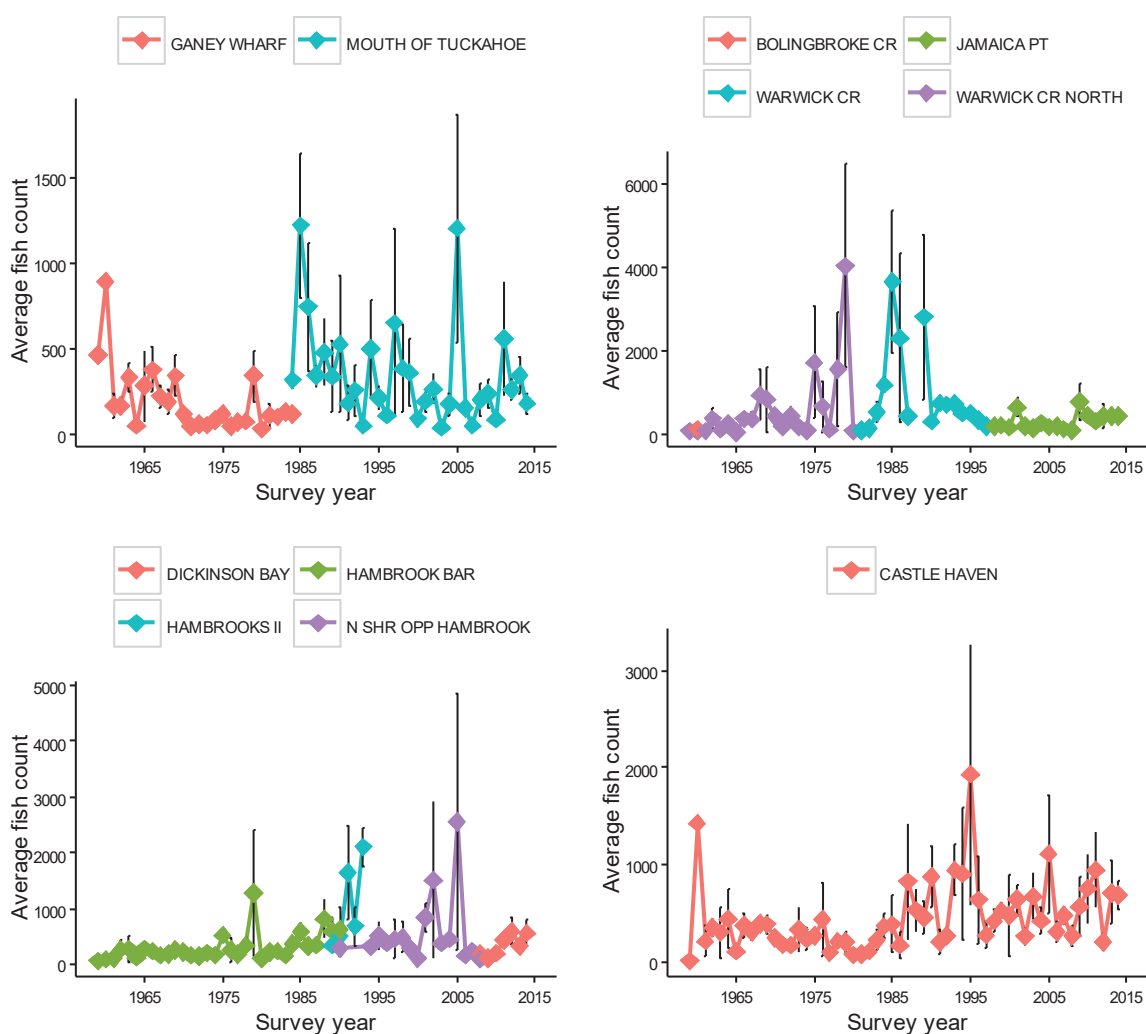 GANEY WHARF MOUTH OF TUCKAHOE
Average fish count
1500
1000
500
0
1965 1975 1985 1995 2005 2015
Survey year
BOLINGBROKE CR JAMAICA PT
WARWICK CR WARWICK CR NORTH
Average fish count
6000
4000
2000
0
1965 1975 1985 1995 2005 2015
Survey year
DICKINSON BAY HAMBROOK BAR
HAMBROOKS II N SHR OPP HAMBROOK
Average fish count
5000
4000
3000
2000
1000
0
1965 1975 1985 1995 2005 2015
Survey year
CASTLE HAVEN
Average fish count
3000
2000
1000
0
1965 1975 1985 1995 2005 2015
Survey year